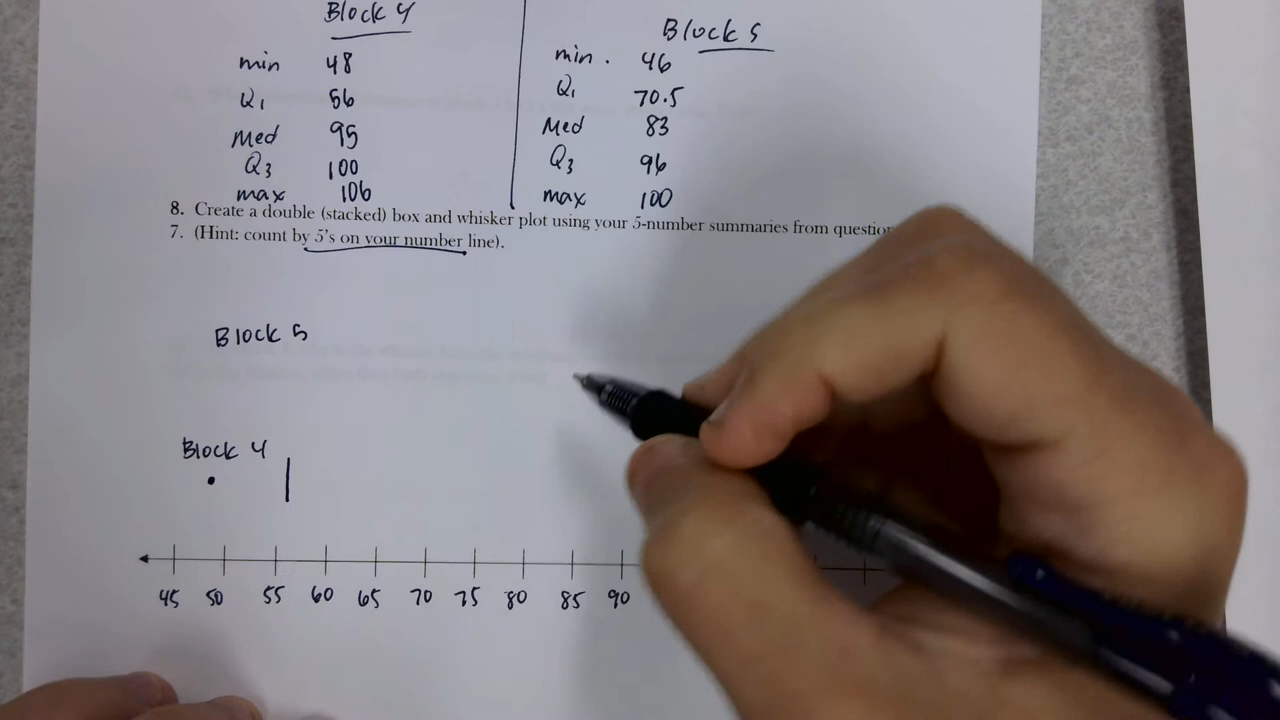 Block 4
Block 5
min 48
min. 46
Q1 56
Q1 70.5
Med 95
Med 83
Q3 100
Q3 96
max 106
max 100
8. Create a double (stacked) box and whisker plot using your 5-number summaries from question
7. (Hint: count by 5's on your number line).
Block 5
Block 4
45 50 55 60 65 70 75 80 85 90